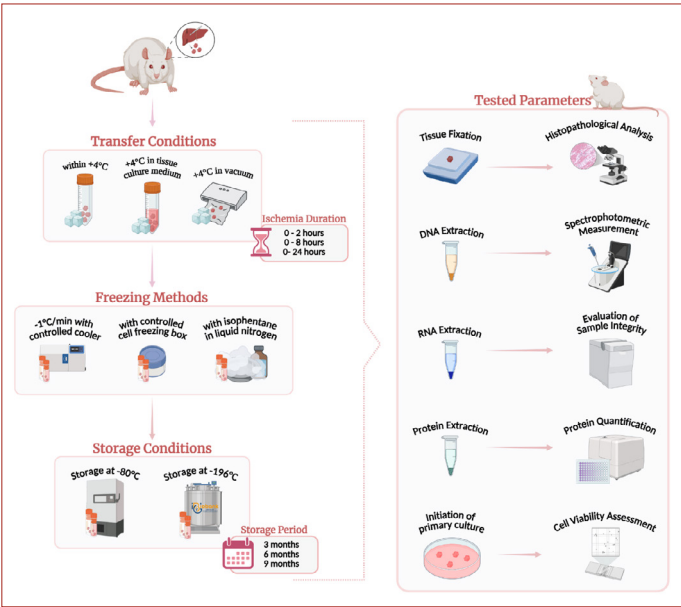 Transfer Conditions
within +4°C
+4°C in tissue
culture medium
+4°C in vacuum
Ischemia Duration
0 - 2 hours
0 - 8 hours
0- 24 hours
Freezing Methods
-1°C/min with
controlled cooler
with controlled
cell freezing box
with isophentane
in liquid nitrogen
Storage Conditions
Storage at -80°C
Storage at -196°C
Storage Period
3 months
6 months
9 months
Tested Parameters
Tissue Fixation
Histopathological Analysis
DNA Extraction
Spectrophotometric
Measurement
RNA Extraction
Evaluation of
Sample Integrity
Protein Extraction
Protein Quantification
Initiation of
primary culture
Cell Viability Assessment